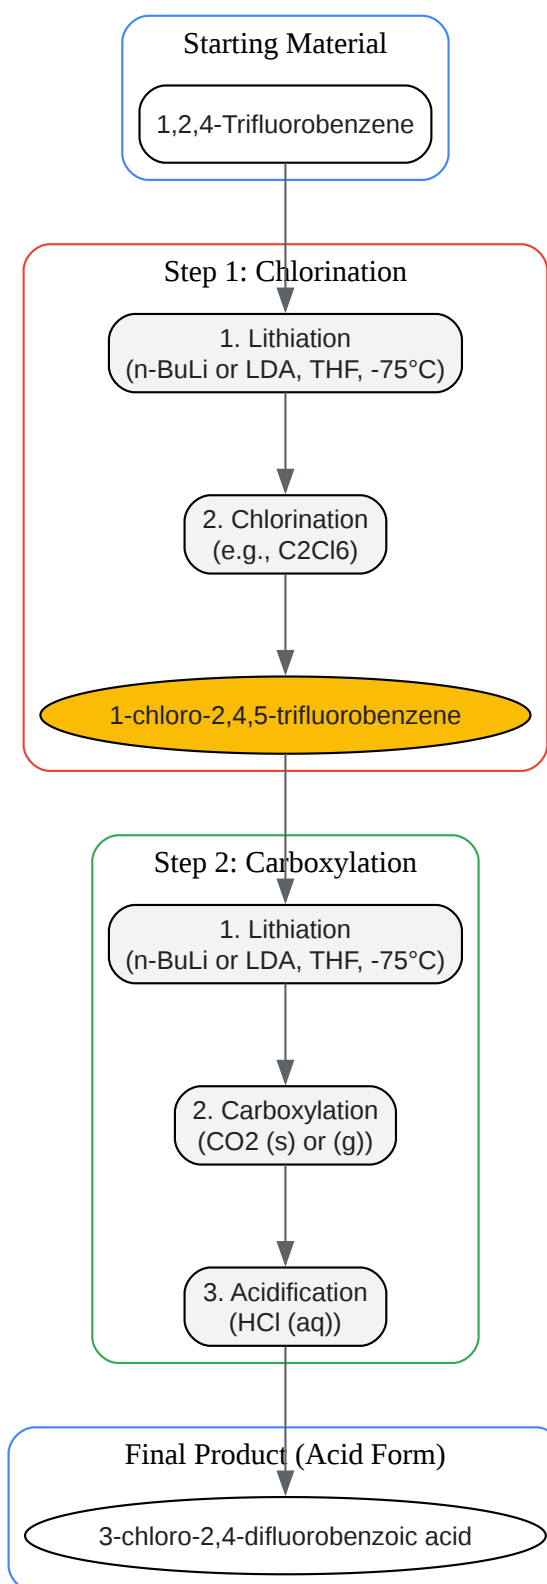 Starting Material
1,2,4-Trifluorobenzene
Step 1: Chlorination
1. Lithiation
(n-BuLi or LDA, THF, -75°C)
2. Chlorination
(e.g., C2Cl6)
1-chloro-2,4,5-trifluorobenzene
Step 2: Carboxylation
1. Lithiation
(n-BuLi or LDA, THF, -75°C)
2. Carboxylation
(CO2 (s) or (g))
3. Acidification
(HCl (aq))
Final Product (Acid Form)
3-chloro-2,4-difluorobenzoic acid